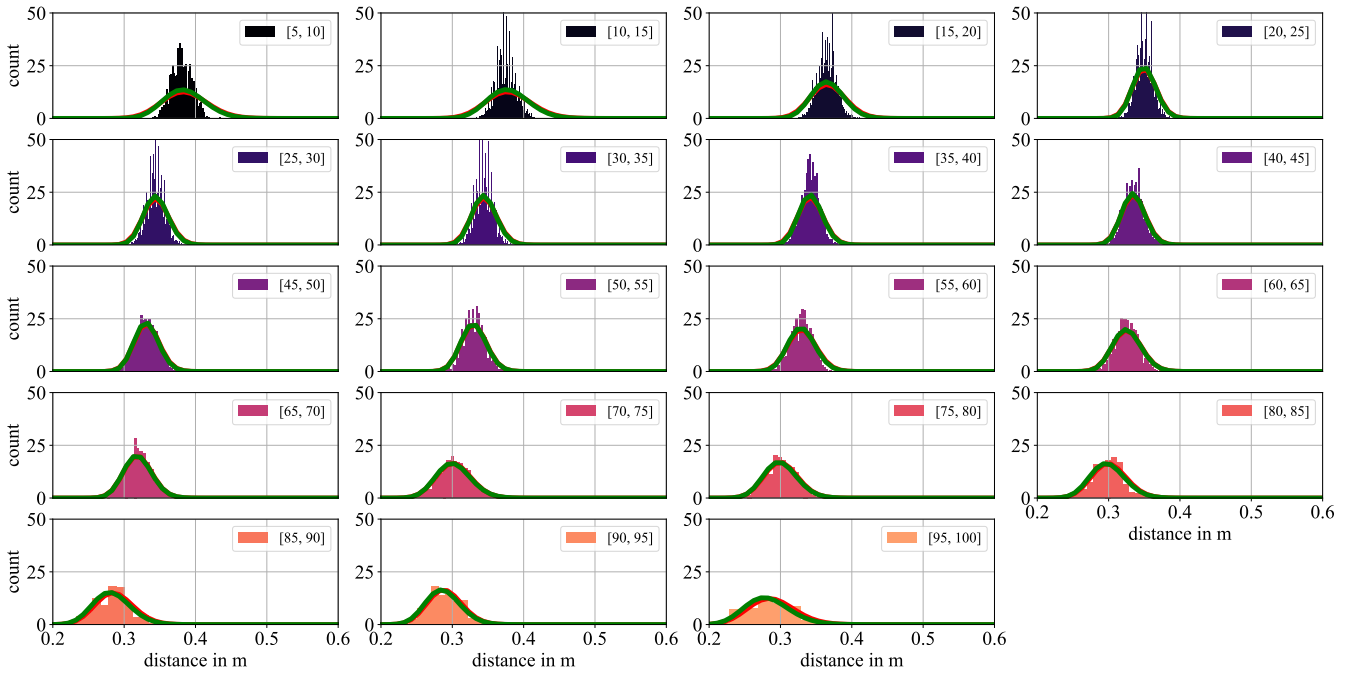 50 50 50 50
[5, 10] [10, 15] [15, 20] [20, 25]
count 25 25 25 25
0 0 0 0
50 50 50 50
[25, 30] [30, 35] [35, 40] [40, 45]
count 25 25 25 25
0 0 0 0
50 50 50 50
[45, 50] [50, 55] [55, 60] [60, 65]
count 25 25 25 25
0 0 0 0
50 50 50 50
[65, 70] [70, 75] [75, 80] [80, 85]
count 25 25 25 25
0 0 0 0
0.2 0.3 0.4 0.5 0.6
distance in m
50 50 50
[85, 90] [90, 95] [95, 100]
count 25 25 25
0 0 0
0.2 0.3 0.4 0.5 0.6 0.2 0.3 0.4 0.5 0.6 0.2 0.3 0.4 0.5 0.6
distance in m distance in m distance in m